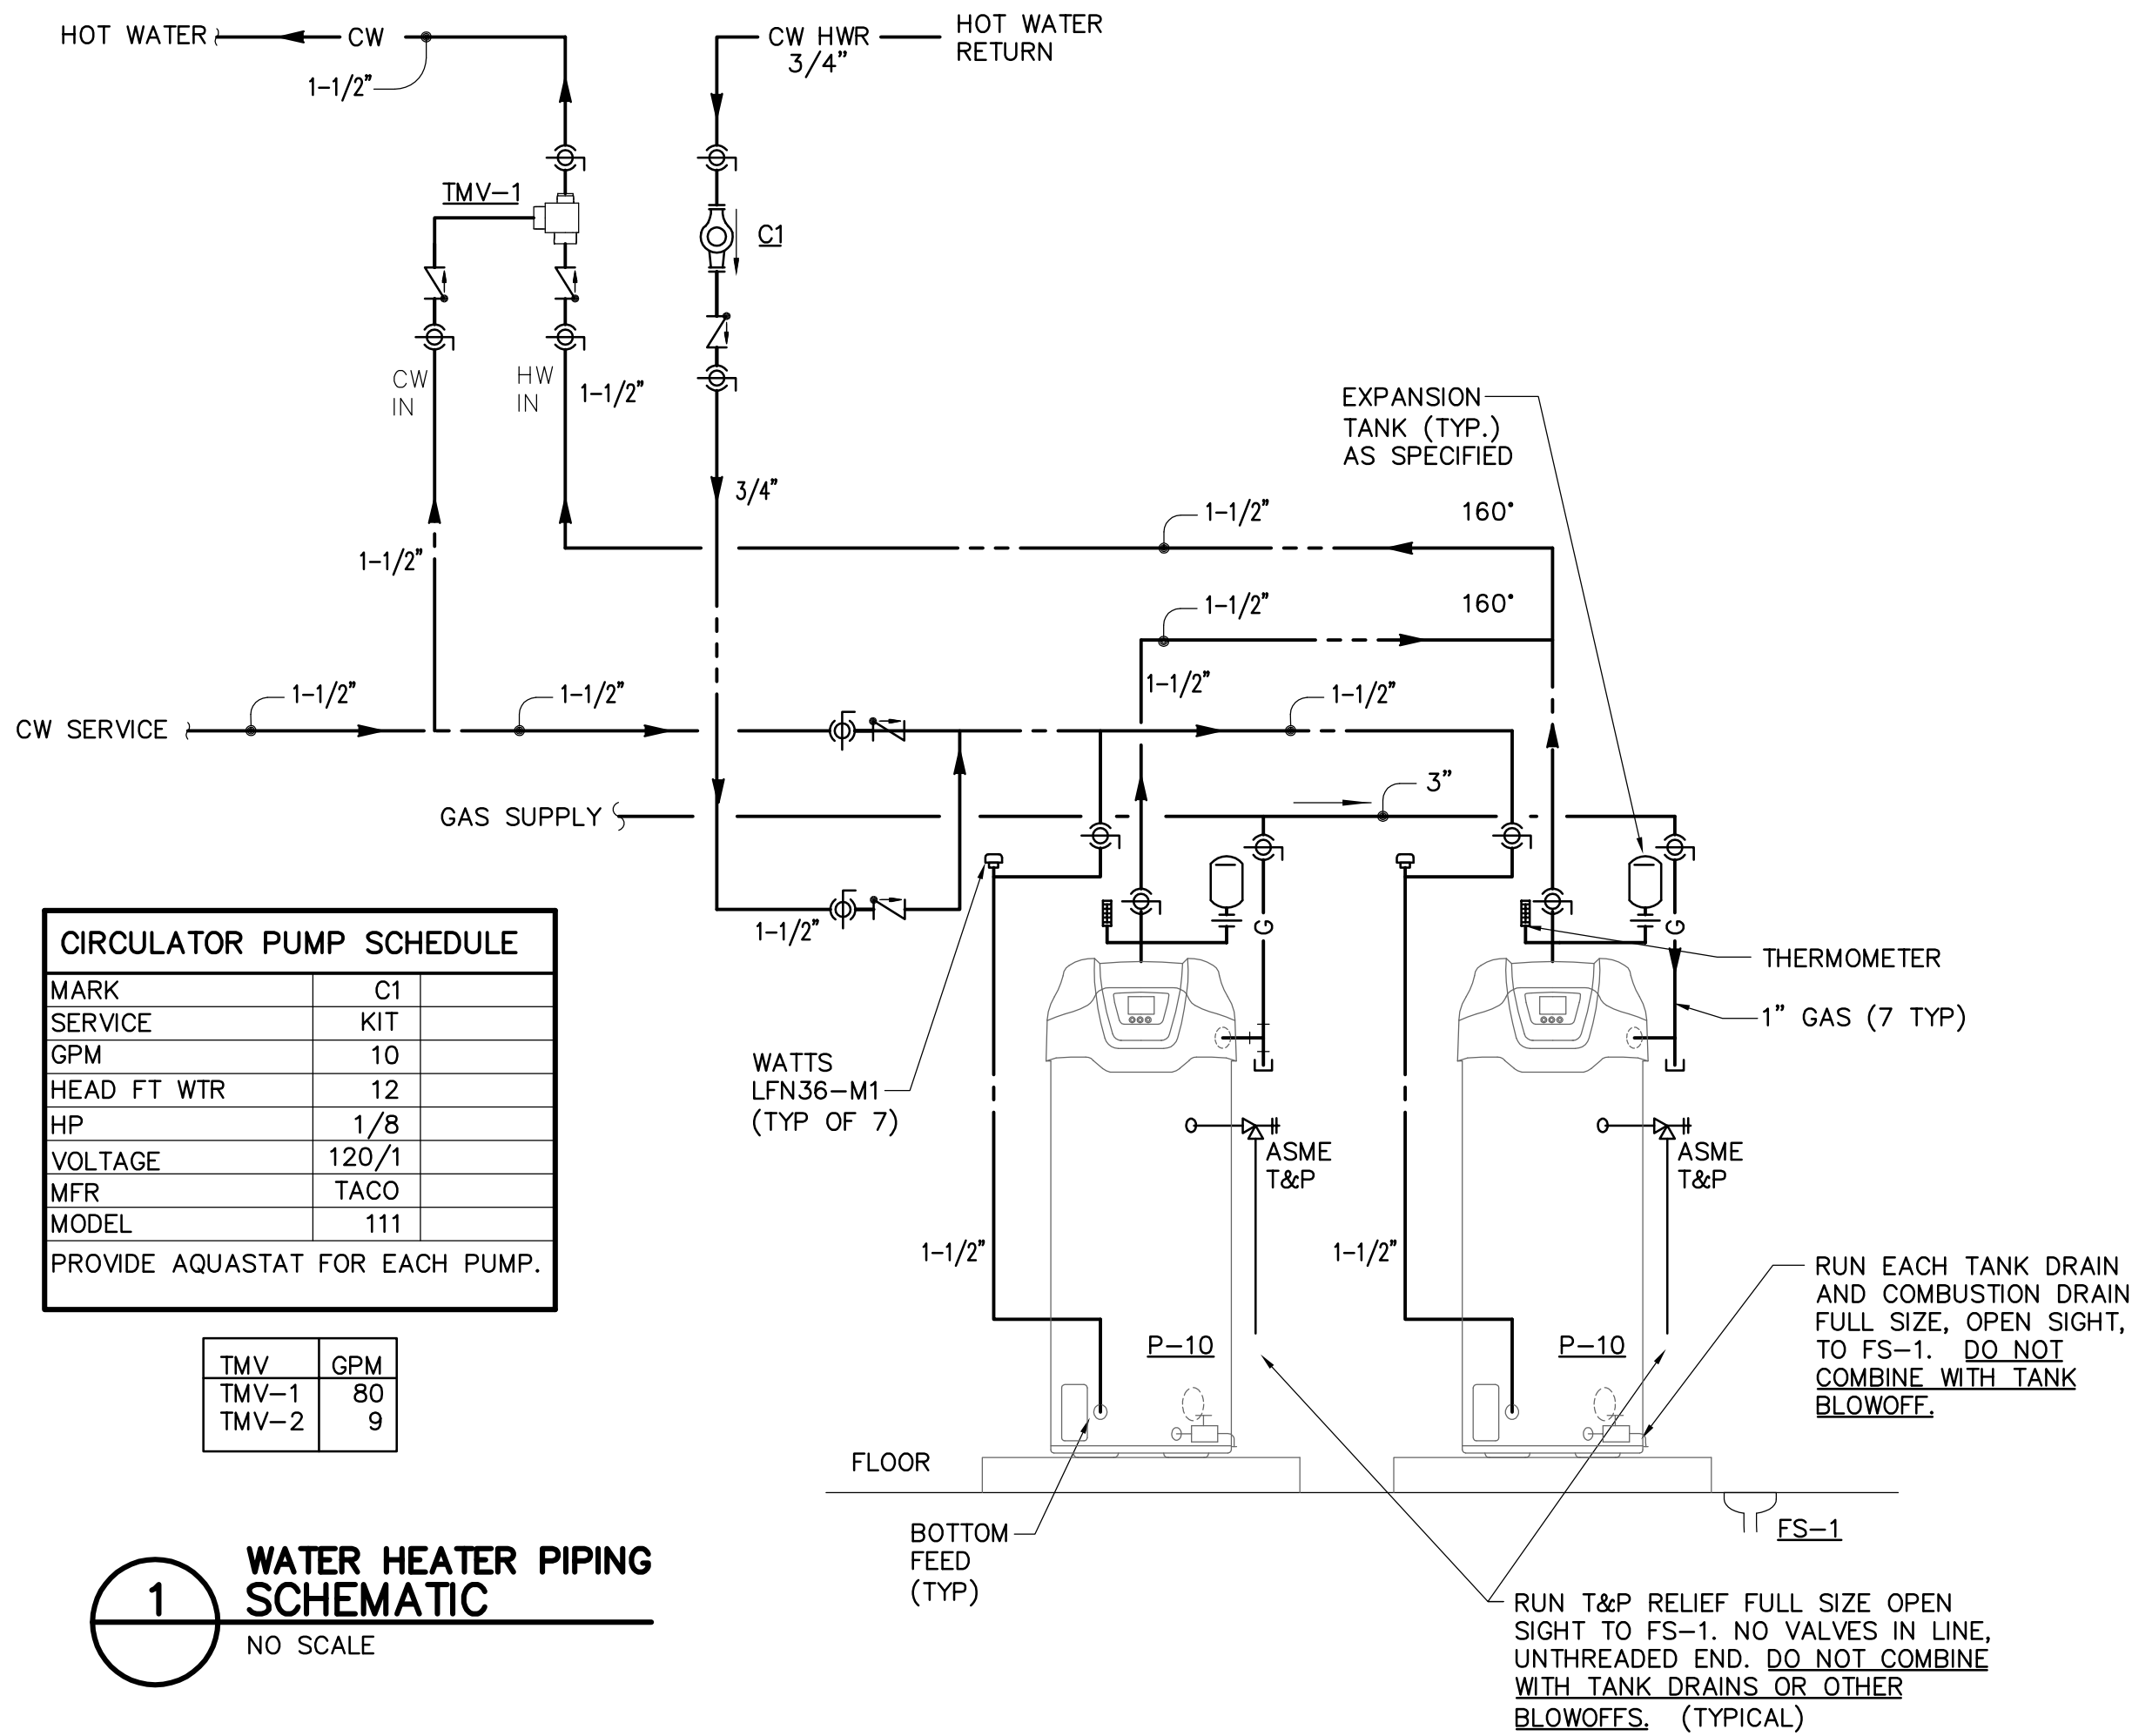 HOT WATER
CW
1-1/2"
CW HWR
3/4"
HOT WATER
RETURN
TMV-1
C1
CW
IN
HW
IN
1-1/2"
3/4"
1-1/2"
EXPANSION
TANK (TYP.)
AS SPECIFIED
1-1/2"
160°
1-1/2"
160°
1-1/2"
CW SERVICE
1-1/2"
1-1/2"
1-1/2"
GAS SUPPLY
3"
1-1/2"
G
G
THERMOMETER
1" GAS (7 TYP)
WATTS
LFN36-M1
(TYP OF 7)
ASME
T&P
ASME
T&P
1-1/2"
1-1/2"
P-10
P-10
RUN EACH TANK DRAIN
AND COMBUSTION DRAIN
FULL SIZE, OPEN SIGHT,
TO FS-1. DO NOT
COMBINE WITH TANK
BLOWOFF.
FLOOR
BOTTOM
FEED
(TYP)
FS-1
RUN T&P RELIEF FULL SIZE OPEN
SIGHT TO FS-1. NO VALVES IN LINE,
UNTHREADED END. DO NOT COMBINE
WITH TANK DRAINS OR OTHER
BLOWOFFS. (TYPICAL)
CIRCULATOR PUMP SCHEDULE
MARK C1
SERVICE KIT
GPM 10
HEAD FT WTR 12
HP 1/8
VOLTAGE 120/1
MFR TACO
MODEL 111
PROVIDE AQUASTAT FOR EACH PUMP.
TMV GPM
TMV-1 80
TMV-2 9
1
WATER HEATER PIPING
SCHEMATIC
NO SCALE